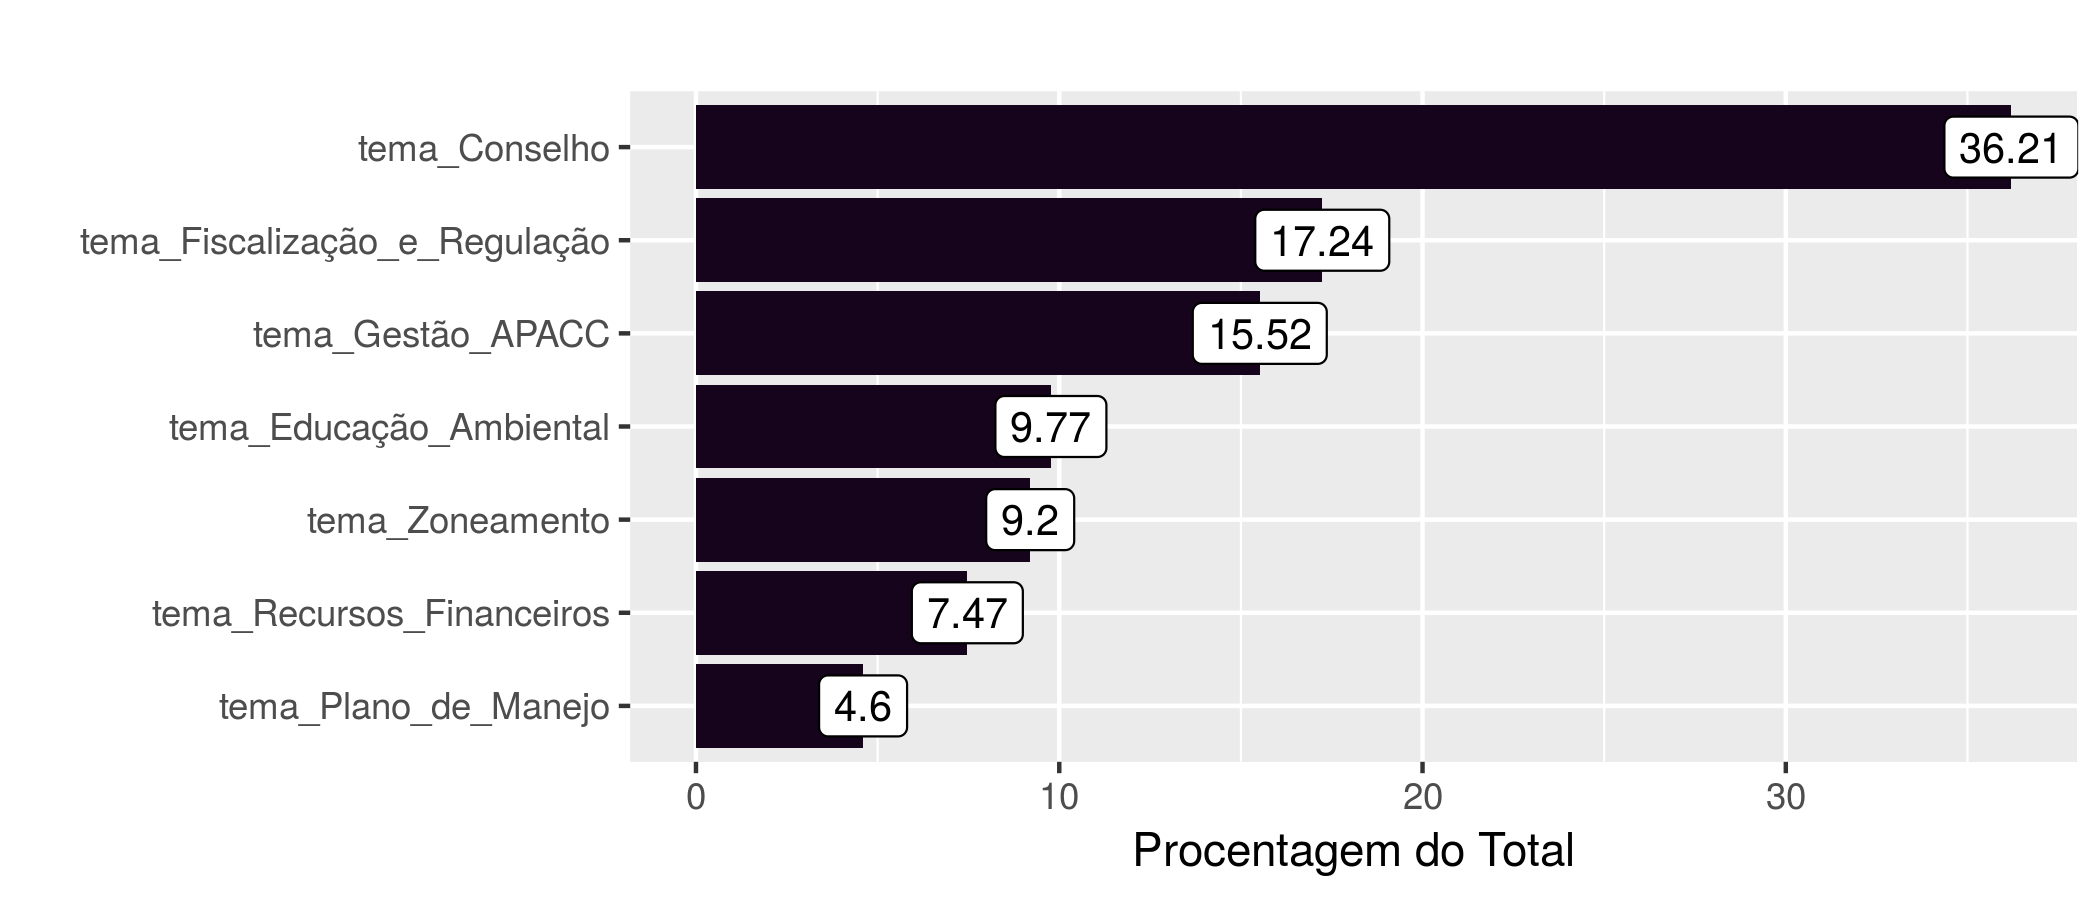 tema_Conselho
36.21
tema_Fiscalização_e_Regulação
17.24
tema_Gestão_APACC
15.52
tema_Educação_Ambiental
9.77
tema_Zoneamento
9.2
tema_Recursos_Financeiros
7.47
tema_Plano_de_Manejo
4.6
0 10 20 30
Procentagem do Total